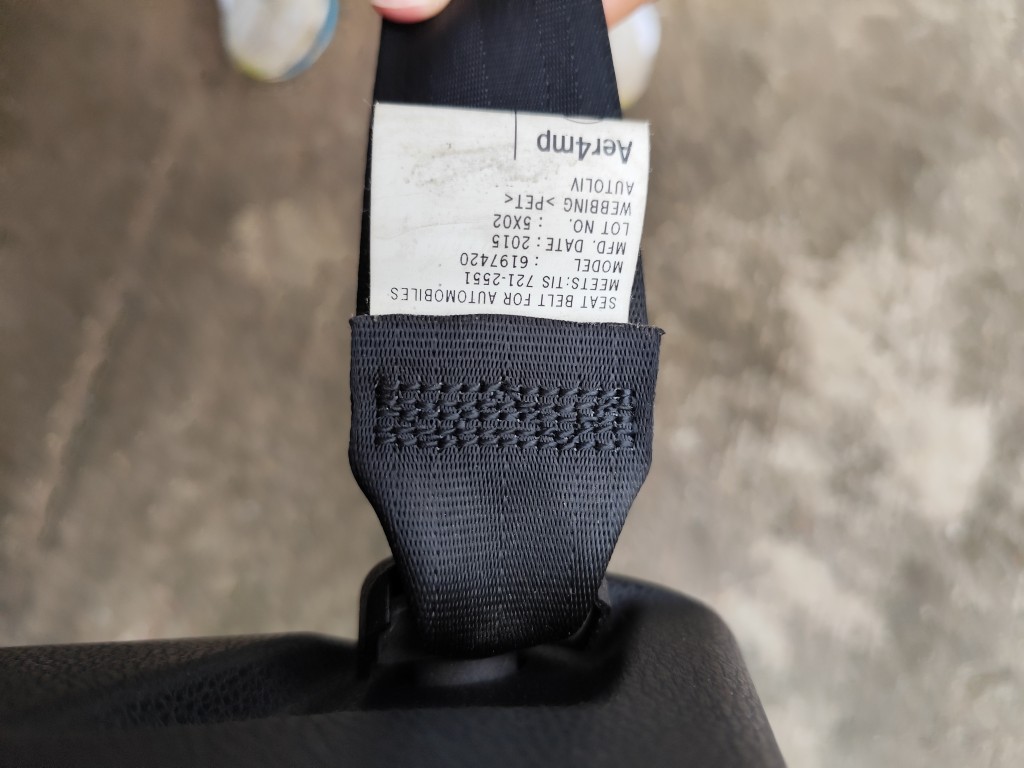 SEAT BELT FOR AUTOMOBILES
MEETS:TIS 721-2551
MODEL : 6197420
MFD. DATE : 2015
LOT NO. : 5X02
WEBBING >PET<
AUTOLIV
Aer4mp